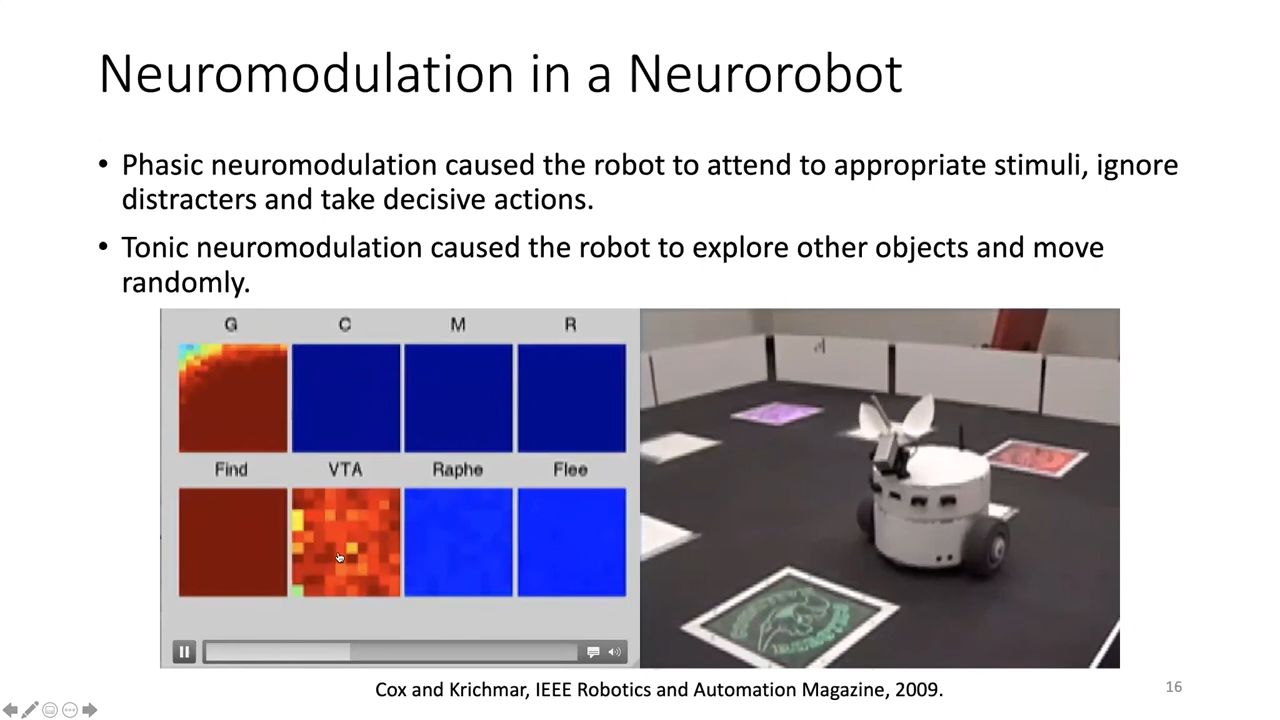 Neuromodulation in a Neurorobot
• Phasic neuromodulation caused the robot to attend to appropriate stimuli, ignore
distracters and take decisive actions.
• Tonic neuromodulation caused the robot to explore other objects and move
randomly.
G C M R
Find VTA Raphe Flee
Cox and Krichmar, IEEE Robotics and Automation Magazine, 2009.
16